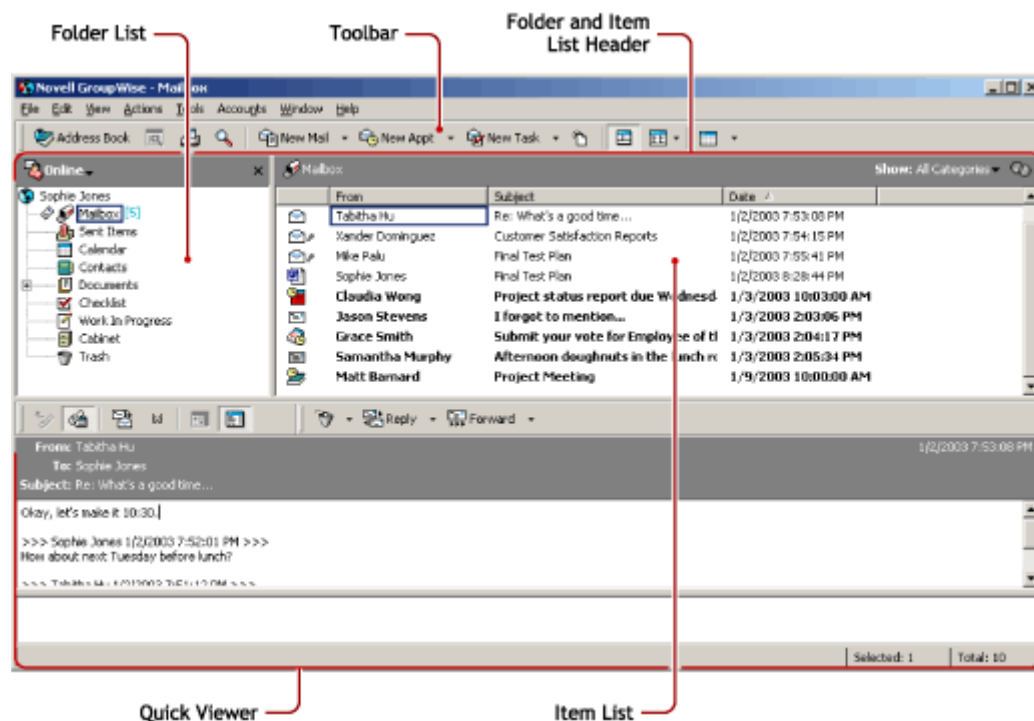 Folder List
Toolbar
Folder and Item
List Header
Novell GroupWise - Mailbox
File Edit View Actions Tools Accounts Window Help
Address Book New Mail New Appt New Task
Online
Mailbox Show: All Categories
Sophie Jones
Mailbox [5]
Sent Items
Calendar
Contacts
Documents
Checklist
Work In Progress
Cabinet
Trash
From Subject Date
Tabitha Hu Re: What's a good time... 1/2/2003 7:53:08 PM
Xander Dominguez Customer Satisfaction Reports 1/2/2003 7:54:15 PM
Mike Palu Final Test Plan 1/2/2003 7:55:41 PM
Sophie Jones Final Test Plan 1/2/2003 8:28:44 PM
Claudia Wong Project status report due Wednesd 1/3/2003 10:03:00 AM
Jason Stevens I forgot to mention... 1/3/2003 2:03:06 PM
Grace Smith Submit your vote for Employee of tl 1/3/2003 2:04:17 PM
Samantha Murphy Afternoon doughnuts in the lunch rc 1/3/2003 2:05:34 PM
Matt Barnard Project Meeting 1/9/2003 10:00:00 AM
Reply Forward
From: Tabitha Hu 1/2/2003 7:53:08 PM
To: Sophie Jones
Subject: Re: What's a good time...
Okay, let's make it 10:30.
>>> Sophie Jones 1/2/2003 7:52:01 PM >>>
How about next Tuesday before lunch?
>>> Tabitha Hu 1/2/2003 7:51:12 PM >>>
Selected: 1 Total: 10
Quick Viewer
Item List